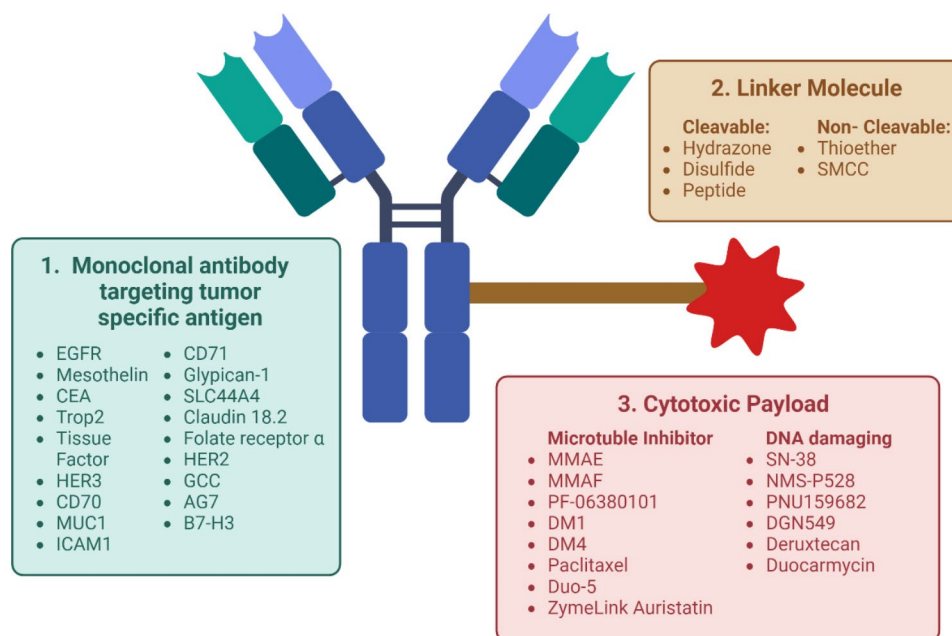 2. Linker Molecule
Cleavable:
• Hydrazone
• Disulfide
• Peptide
Non- Cleavable:
• Thioether
• SMCC
1. Monoclonal antibody
targeting tumor
specific antigen
• EGFR
• Mesothelin
• CEA
• Trop2
• Tissue
Factor
• HER3
• CD70
• MUC1
• ICAM1
• CD71
• Glypican-1
• SLC44A4
• Claudin 18.2
• Folate receptor α
• HER2
• GCC
• AG7
• B7-H3
3. Cytotoxic Payload
Microtuble Inhibitor
• MMAE
• MMAF
• PF-06380101
• DM1
• DM4
• Paclitaxel
• Duo-5
• ZymeLink Auristatin
DNA damaging
• SN-38
• NMS-P528
• PNU159682
• DGN549
• Deruxtecan
• Duocarmycin